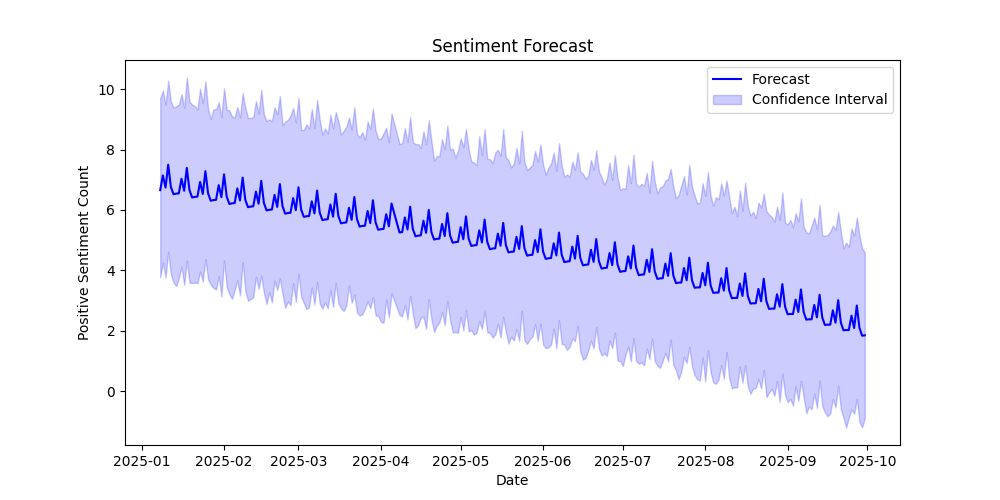 Sentiment Forecast
Forecast
Confidence Interval
Positive Sentiment Count
10
8
6
4
2
0
2025-01 2025-02 2025-03 2025-04 2025-05 2025-06 2025-07 2025-08 2025-09 2025-10
Date